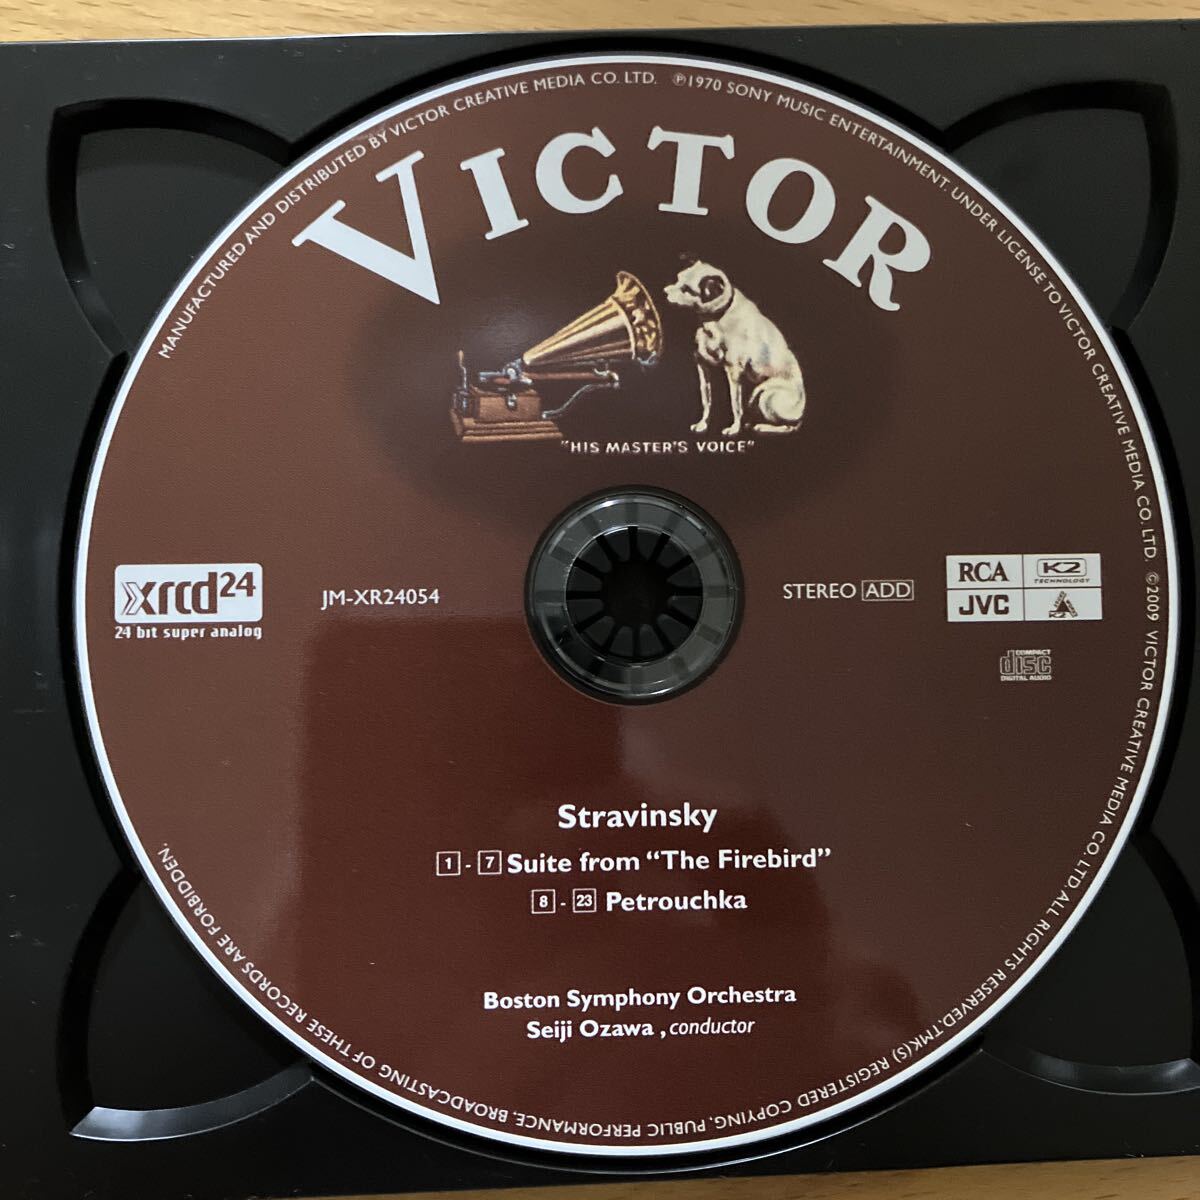 MANUFACTURED AND DISTRIBUTED BY VICTOR CREATIVE MEDIA CO. LTD. ℗1970 SONY MUSIC ENTERTAINMENT. UNDER LICENSE TO VICTOR CREATIVE MEDIA CO. LTD. ©2009 VICTOR CREATIVE MEDIA CO. LTD. ALL RIGHTS RESERVED. TMK(S) REGISTERED COPYING, PUBLIC PERFORMANCE, BROADCASTING OF THESE RECORDS ARE FORBIDDEN.
VICTOR
"HIS MASTER'S VOICE"
xrcd24
24 bit super analog
JM-XR24054
STEREO ADD
RCA K2 TECHNOLOGY
JVC
COMPACT
disc
DIGITAL AUDIO
Stravinsky
1 - 7 Suite from “The Firebird”
8 - 23 Petrouchka
Boston Symphony Orchestra
Seiji Ozawa , conductor